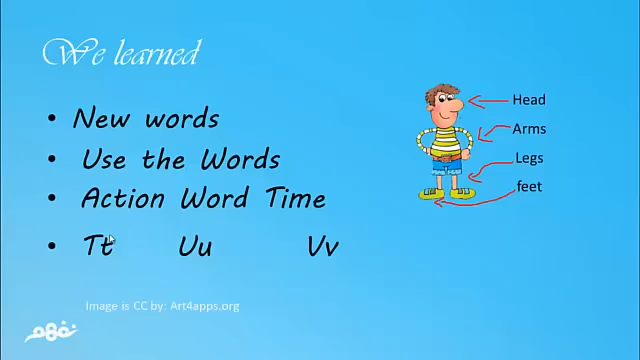 We learned
• New words
• Use the Words
• Action Word Time
• Tt Uu Vv
Head
Arms
Legs
feet
Image is CC by: Art4apps.org
نفهم